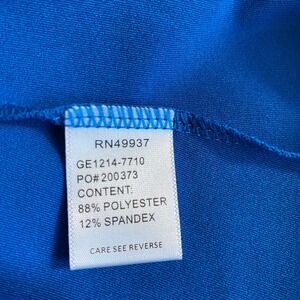 RN49937
GE1214-7710
PO#200373
CONTENT:
88% POLYESTER
12% SPANDEX
CARE SEE REVERSE